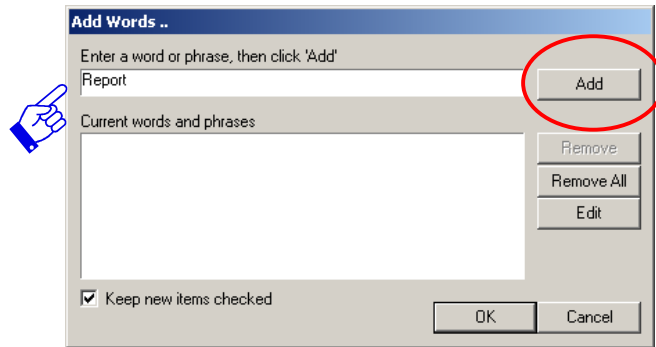 Add Words ..
Enter a word or phrase, then click 'Add'
Report
Add
Current words and phrases
Remove
Remove All
Edit
Keep new items checked
OK
Cancel